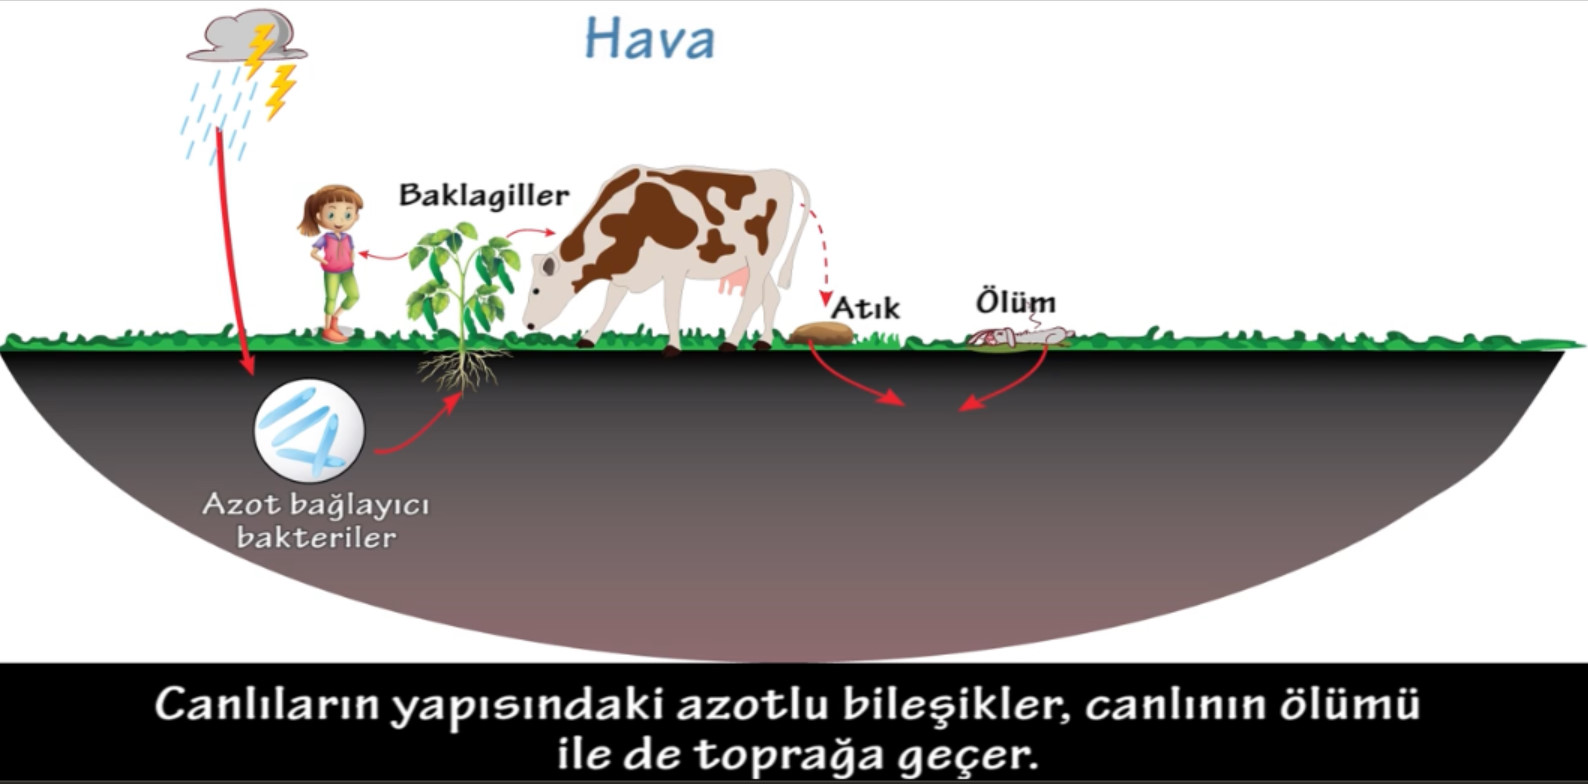 Hava
Baklagiller
Atık
Ölüm
Azot bağlayıcı
bakteriler
Canlıların yapısındaki azotlu bileşikler, canlının ölümü
ile de toprağa geçer.